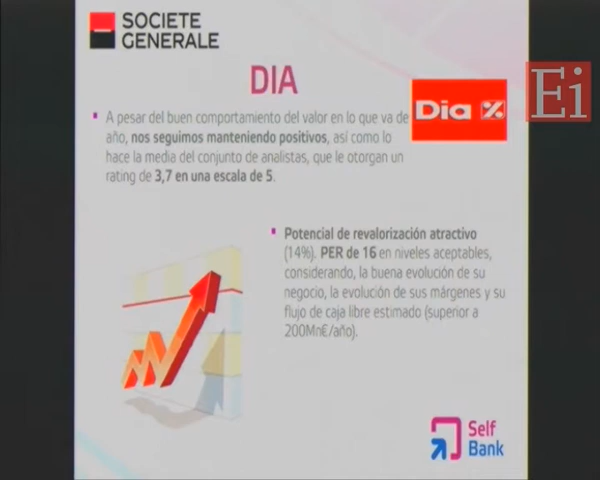 SOCIETE
GENERALE
DIA
Dia %
Ei
▪ A pesar del buen comportamiento del valor en lo que va de
año, nos seguimos manteniendo positivos, así como lo
hace la media del conjunto de analistas, que le otorgan un
rating de 3,7 en una escala de 5.
▪ Potencial de revalorización atractivo
(14%). PER de 16 en niveles aceptables,
considerando, la buena evolución de su
negocio, la evolución de sus márgenes y su
flujo de caja libre estimado (superior a
200Mn€/año).
Self
Bank